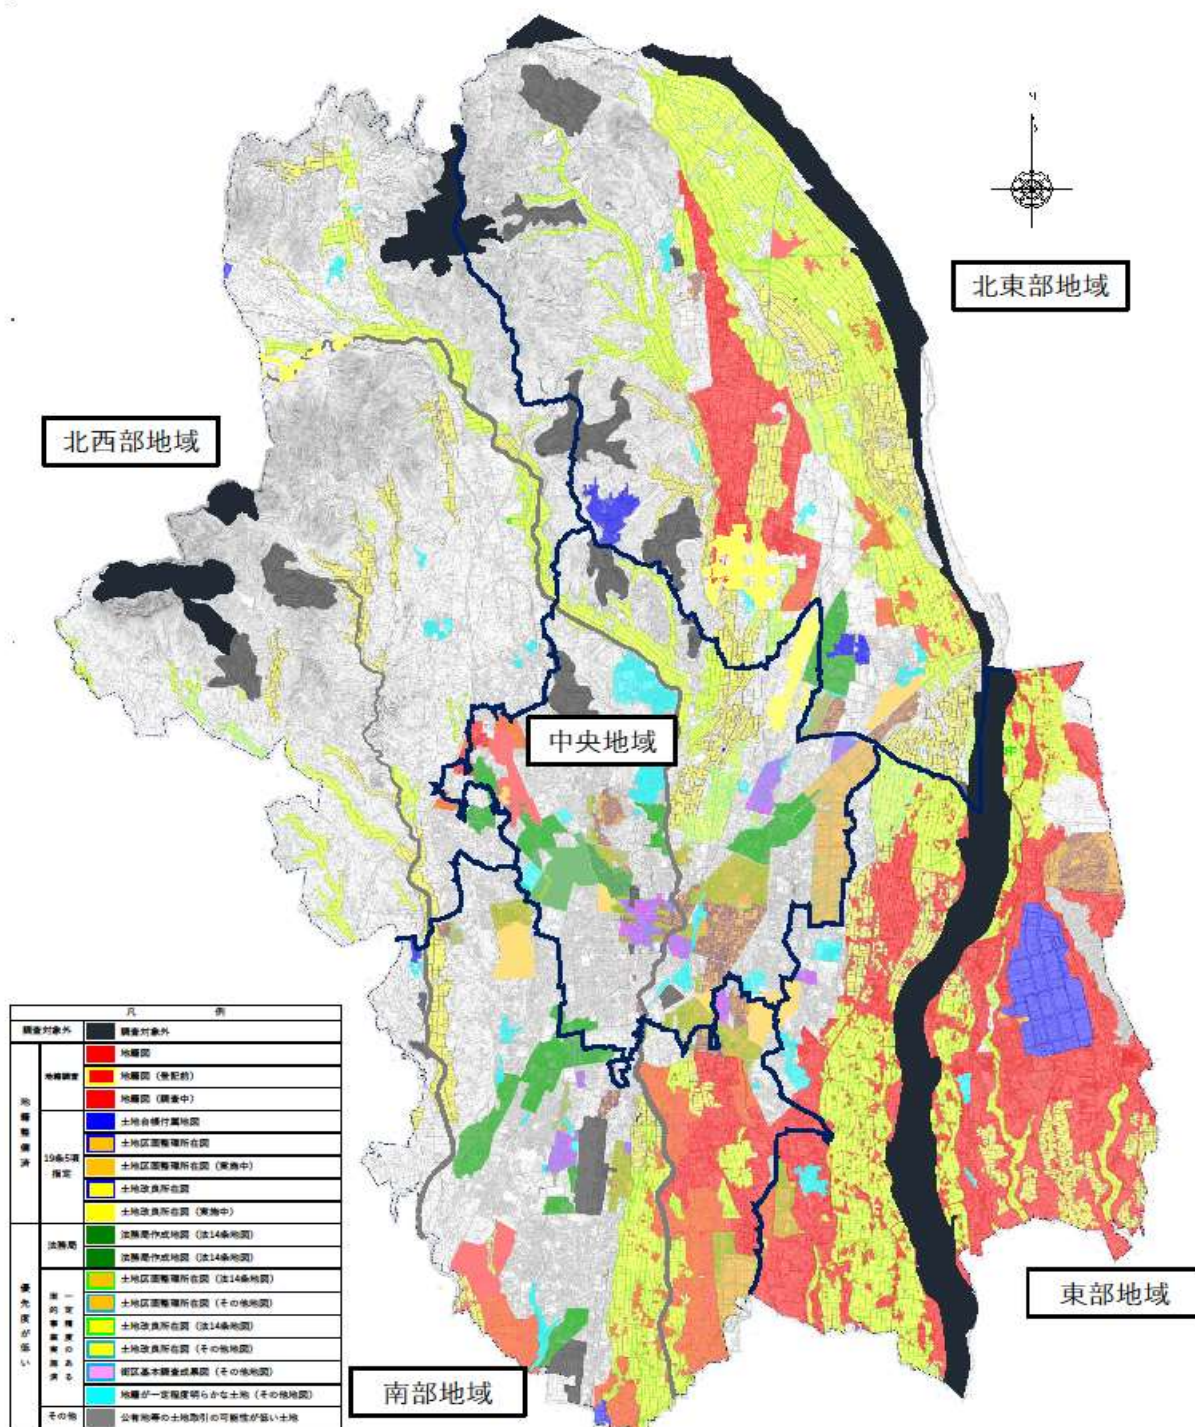 北東部地域
北西部地域
中央地域
東部地域
南部地域
凡 例
調査対象外 調査対象外
地籍整備済
地籍調査
地籍図
地籍図（登記前）
地籍図（調査中）
19条5項指定
土地台帳付属地図
土地区画整理所在図
土地区画整理所在図（実施中）
土地改良所在図
土地改良所在図（実施中）
優先度が低い
法務局
法務局作成地図（法14条地図）
法務局作成地図（法14条地図）
土地区画整理所在図（法14条地図）
土地区画整理所在図（その他地図）
土地改良所在図（法14条地図）
土地改良所在図（その他地図）
街区基本調査成果図（その他地図）
地籍が一定程度明らかな土地（その他地図）
その他 公有地等の土地取引の可能性が低い土地